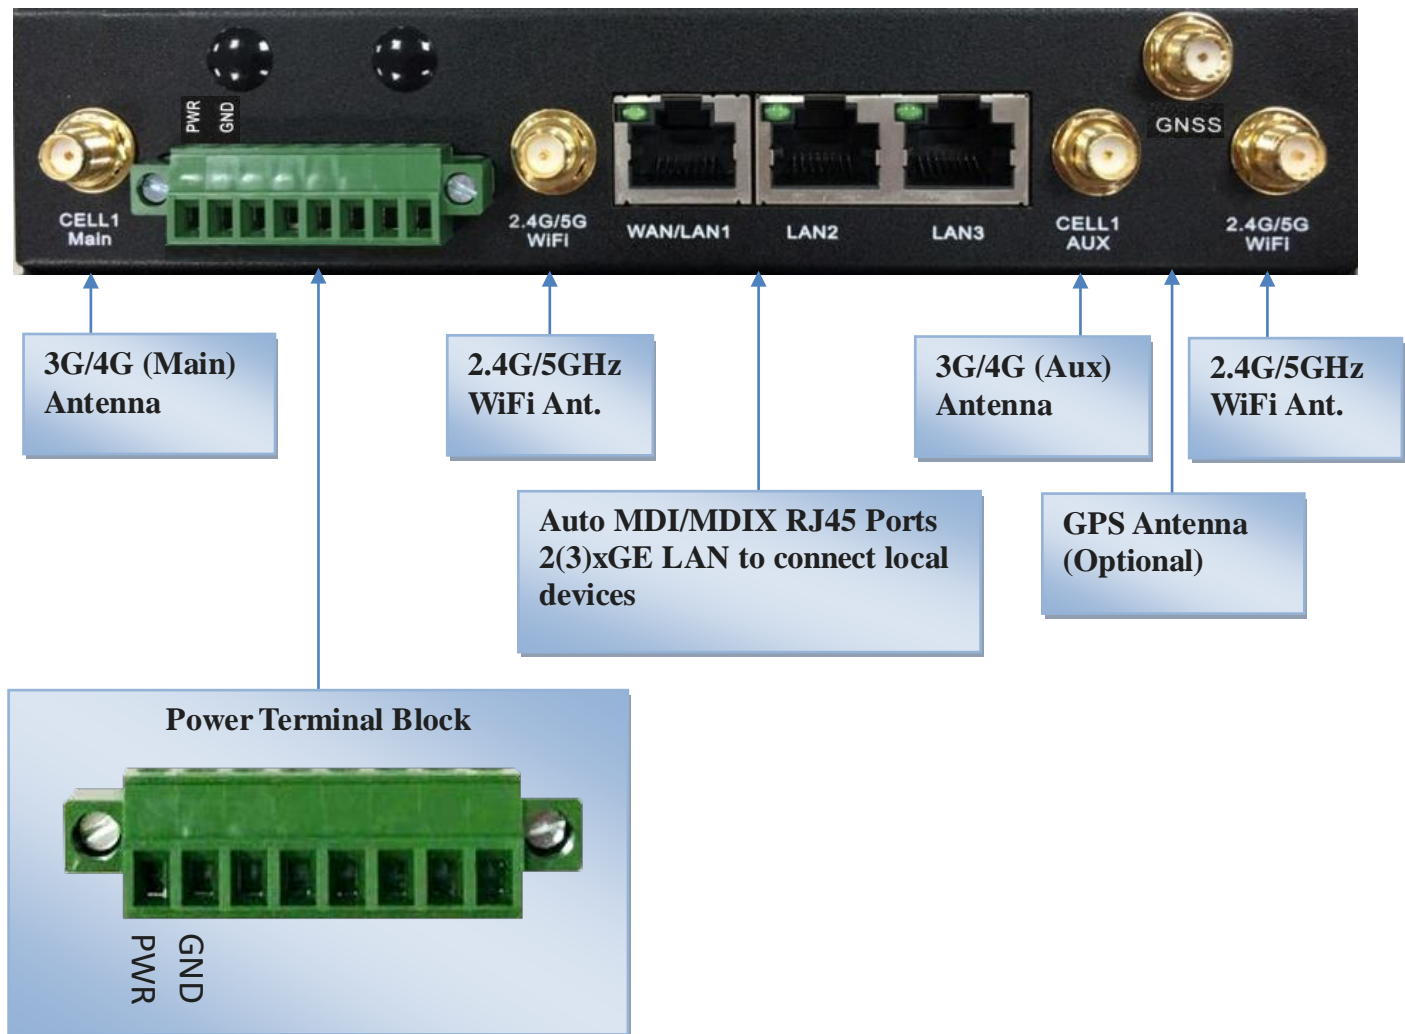 PWR
GND
GNSS
CELL1
Main
2.4G/5G
WiFi
WAN/LAN1
LAN2
LAN3
CELL1
AUX
2.4G/5G
WiFi
3G/4G (Main)
Antenna
2.4G/5GHz
WiFi Ant.
3G/4G (Aux)
Antenna
2.4G/5GHz
WiFi Ant.
Auto MDI/MDIX RJ45 Ports
2(3)xGE LAN to connect local
devices
GPS Antenna
(Optional)
Power Terminal Block
PWR
GND